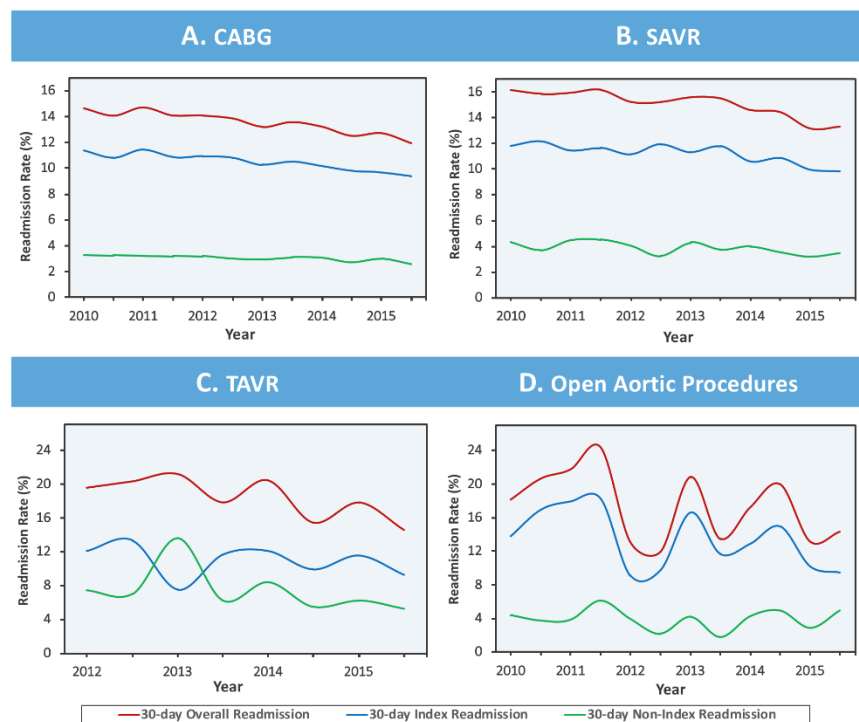 A. CABG
Readmission Rate (%)
16
14
12
10
8
6
4
2
0
2010 2011 2012 2013 2014 2015
Year
B. SAVR
Readmission Rate (%)
16
14
12
10
8
6
4
2
0
2010 2011 2012 2013 2014 2015
Year
C. TAVR
Readmission Rate (%)
24
20
16
12
8
4
0
2012 2013 2014 2015
Year
D. Open Aortic Procedures
Readmission Rate (%)
24
20
16
12
8
4
0
2010 2011 2012 2013 2014 2015
Year
30-day Overall Readmission 30-day Index Readmission 30-day Non-Index Readmission